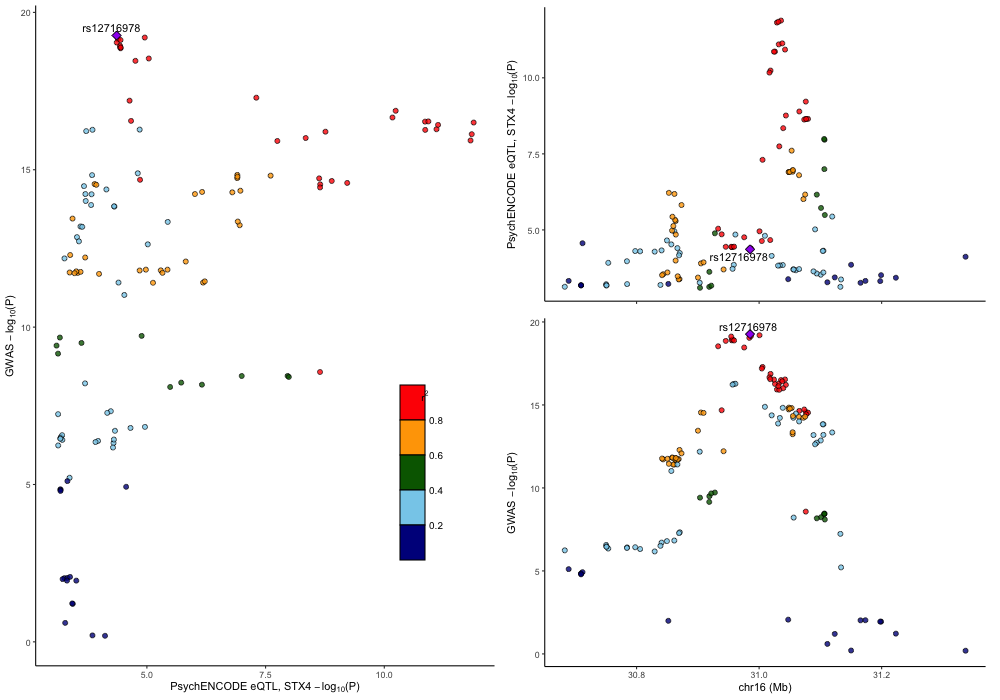 rs12716978
20
15
10
5
0
GWAS −log10(P)
5.0
7.5
10.0
PsychENCODE eQTL, STX4 −log10(P)
r2
0.8
0.6
0.4
0.2
rs12716978
10.0
7.5
5.0
PsychENCODE eQTL, STX4 −log10(P)
rs12716978
20
15
10
5
0
GWAS −log10(P)
30.8
31.0
31.2
chr16 (Mb)